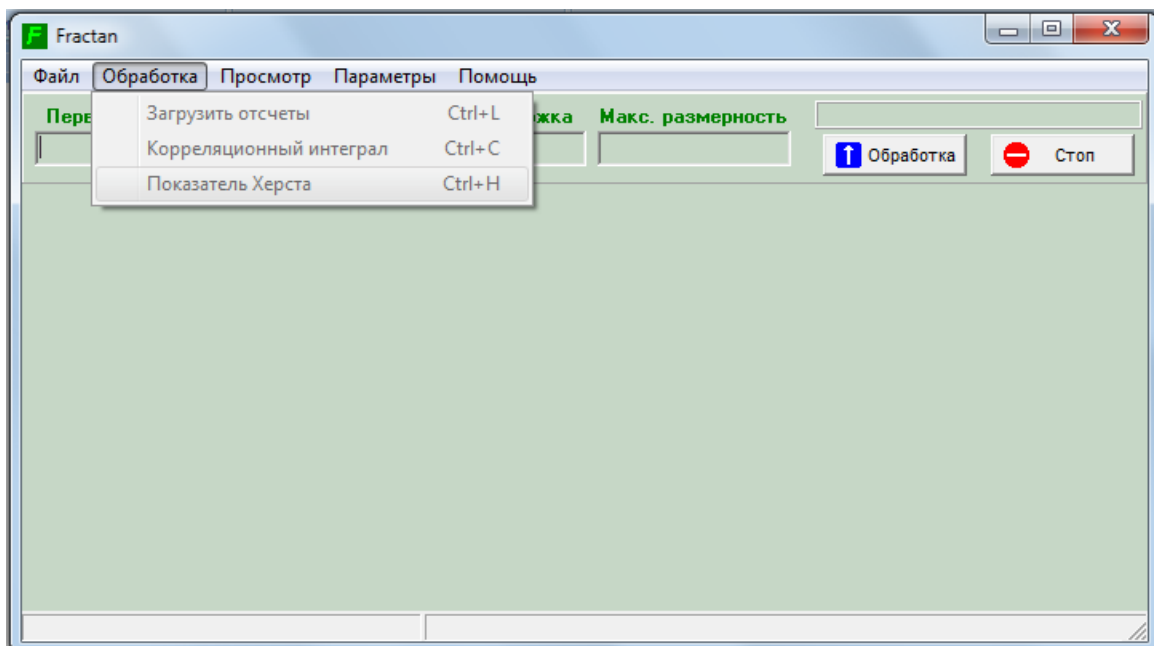 Fractan
Файл Обработка Просмотр Параметры Помощь
Загрузить отсчеты Ctrl+L
Макс. размерность
Корреляционный интеграл Ctrl+C
Обработка Стоп
Показатель Херста Ctrl+H